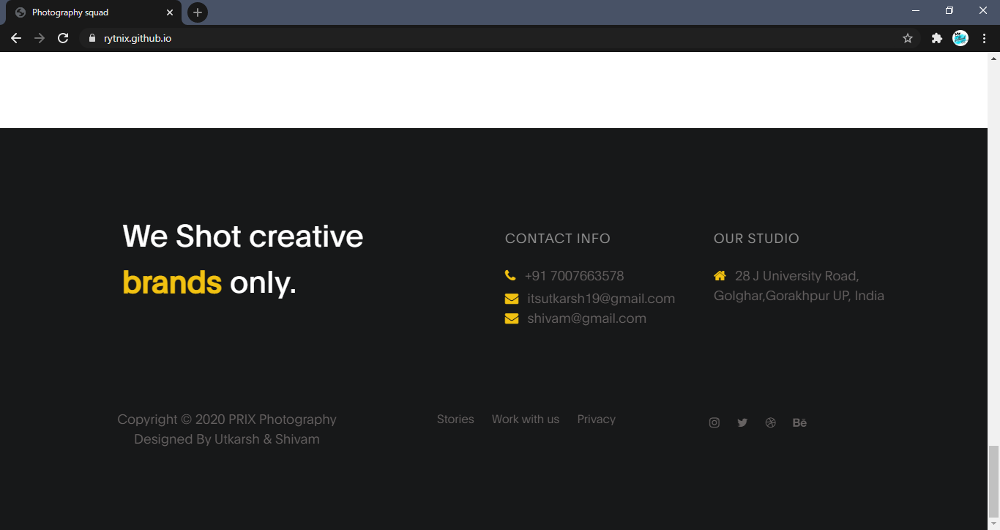 Photography squad
rytnix.github.io
We Shot creative
brands only.
CONTACT INFO
+91 7007663578
itsutkarsh19@gmail.com
shivam@gmail.com
OUR STUDIO
28 J University Road,
Golghar,Gorakhpur UP, India
Copyright © 2020 PRIX Photography
Designed By Utkarsh & Shivam
Stories Work with us Privacy
Bē